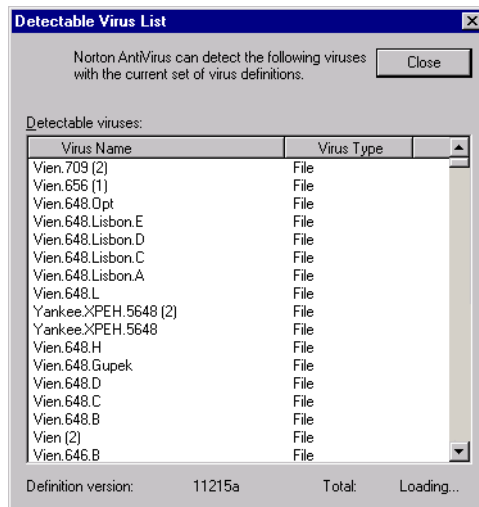 Detectable Virus List
Norton AntiVirus can detect the following viruses
with the current set of virus definitions.
Close
Detectable viruses:
Virus Name Virus Type
Vien.709 (2) File
Vien.656 (1) File
Vien.648.Opt File
Vien.648.Lisbon.E File
Vien.648.Lisbon.D File
Vien.648.Lisbon.C File
Vien.648.Lisbon.A File
Vien.648.L File
Yankee.XPEH.5648 (2) File
Yankee.XPEH.5648 File
Vien.648.H File
Vien.648.Gupek File
Vien.648.D File
Vien.648.C File
Vien.648.B File
Vien (2) File
Vien.646.B File
Definition version: 11215a Total: Loading...